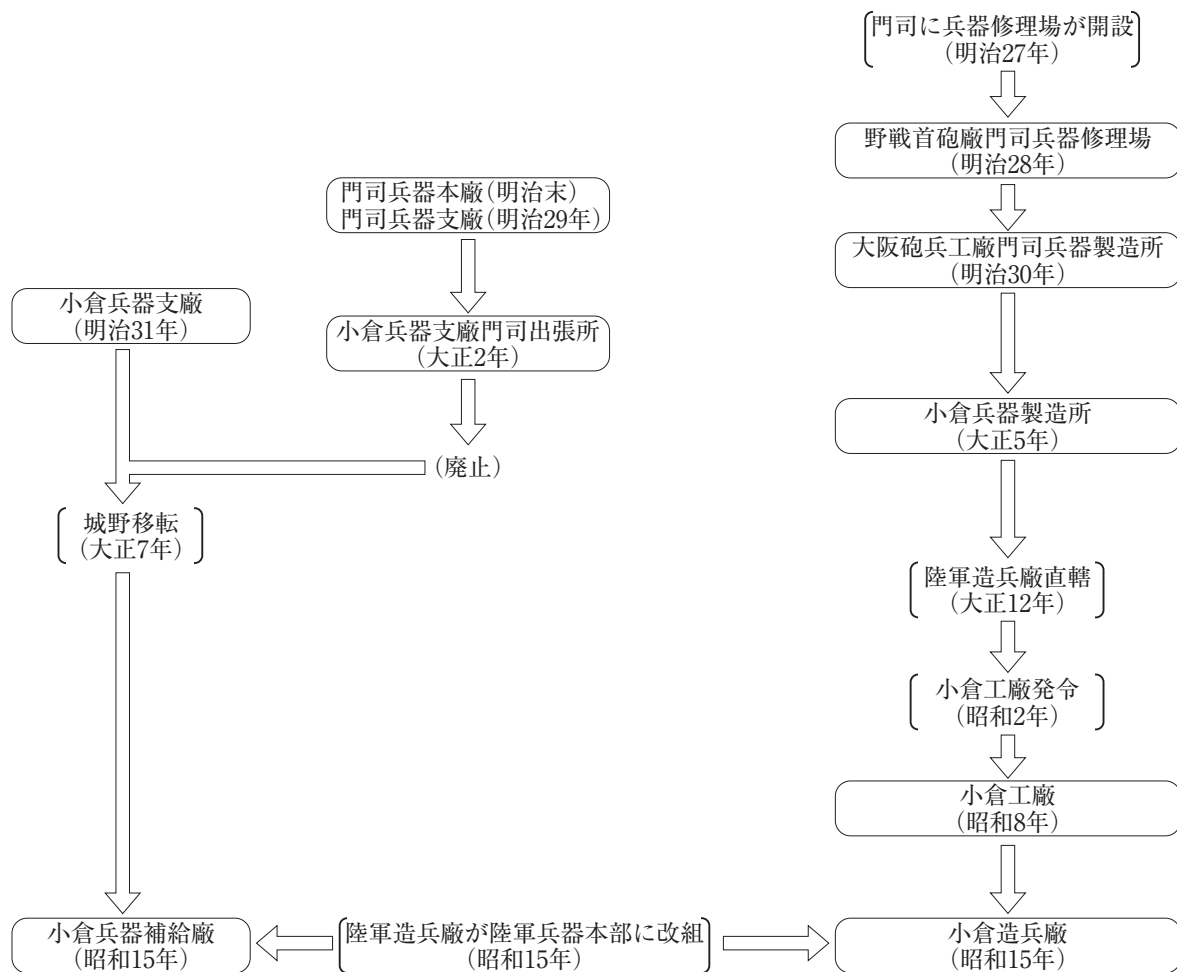 門司に兵器修理場が開設
（明治27年）
野戦首砲廠門司兵器修理場
（明治28年）
門司兵器本廠（明治末）
門司兵器支廠（明治29年）
大阪砲兵工廠門司兵器製造所
（明治30年）
小倉兵器支廠
（明治31年）
小倉兵器支廠門司出張所
（大正2年）
小倉兵器製造所
（大正5年）
（廃止）
城野移転
（大正7年）
陸軍造兵廠直轄
（大正12年）
小倉工廠発令
（昭和2年）
小倉工廠
（昭和8年）
小倉兵器補給廠
（昭和15年）
陸軍造兵廠が陸軍兵器本部に改組
（昭和15年）
小倉造兵廠
（昭和15年）